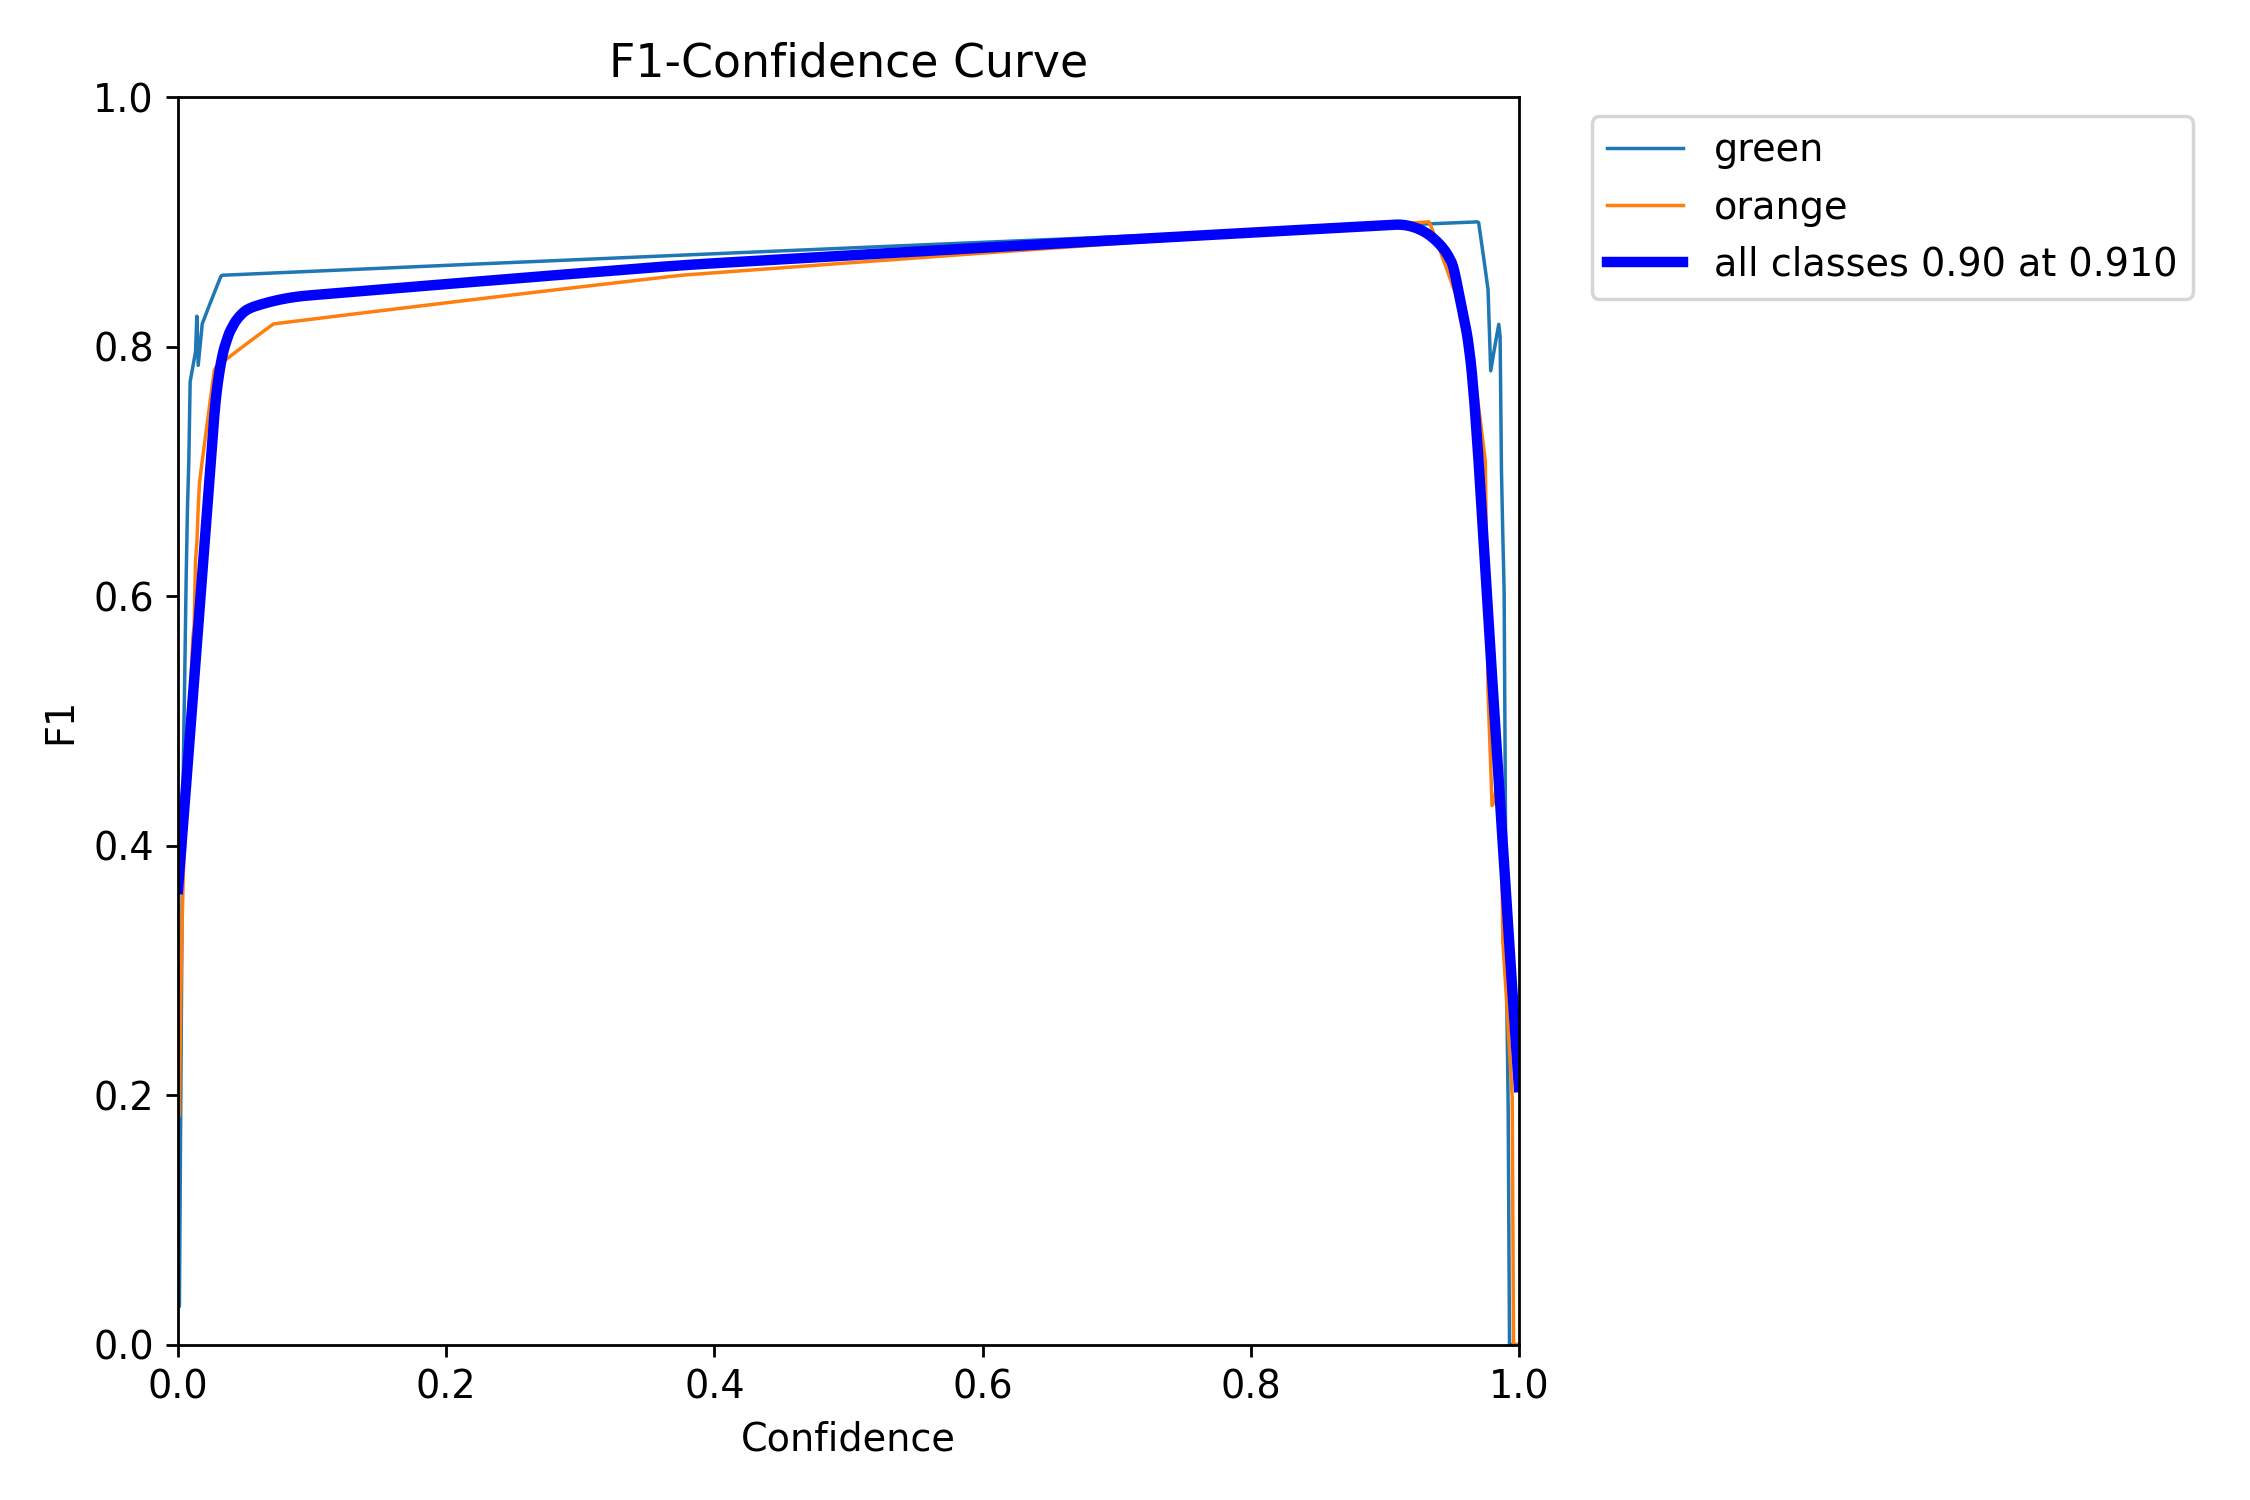 F1-Confidence Curve
1.0
0.8
0.6
0.4
0.2
0.0
F1
0.0 0.2 0.4 0.6 0.8 1.0
Confidence
green
orange
all classes 0.90 at 0.910